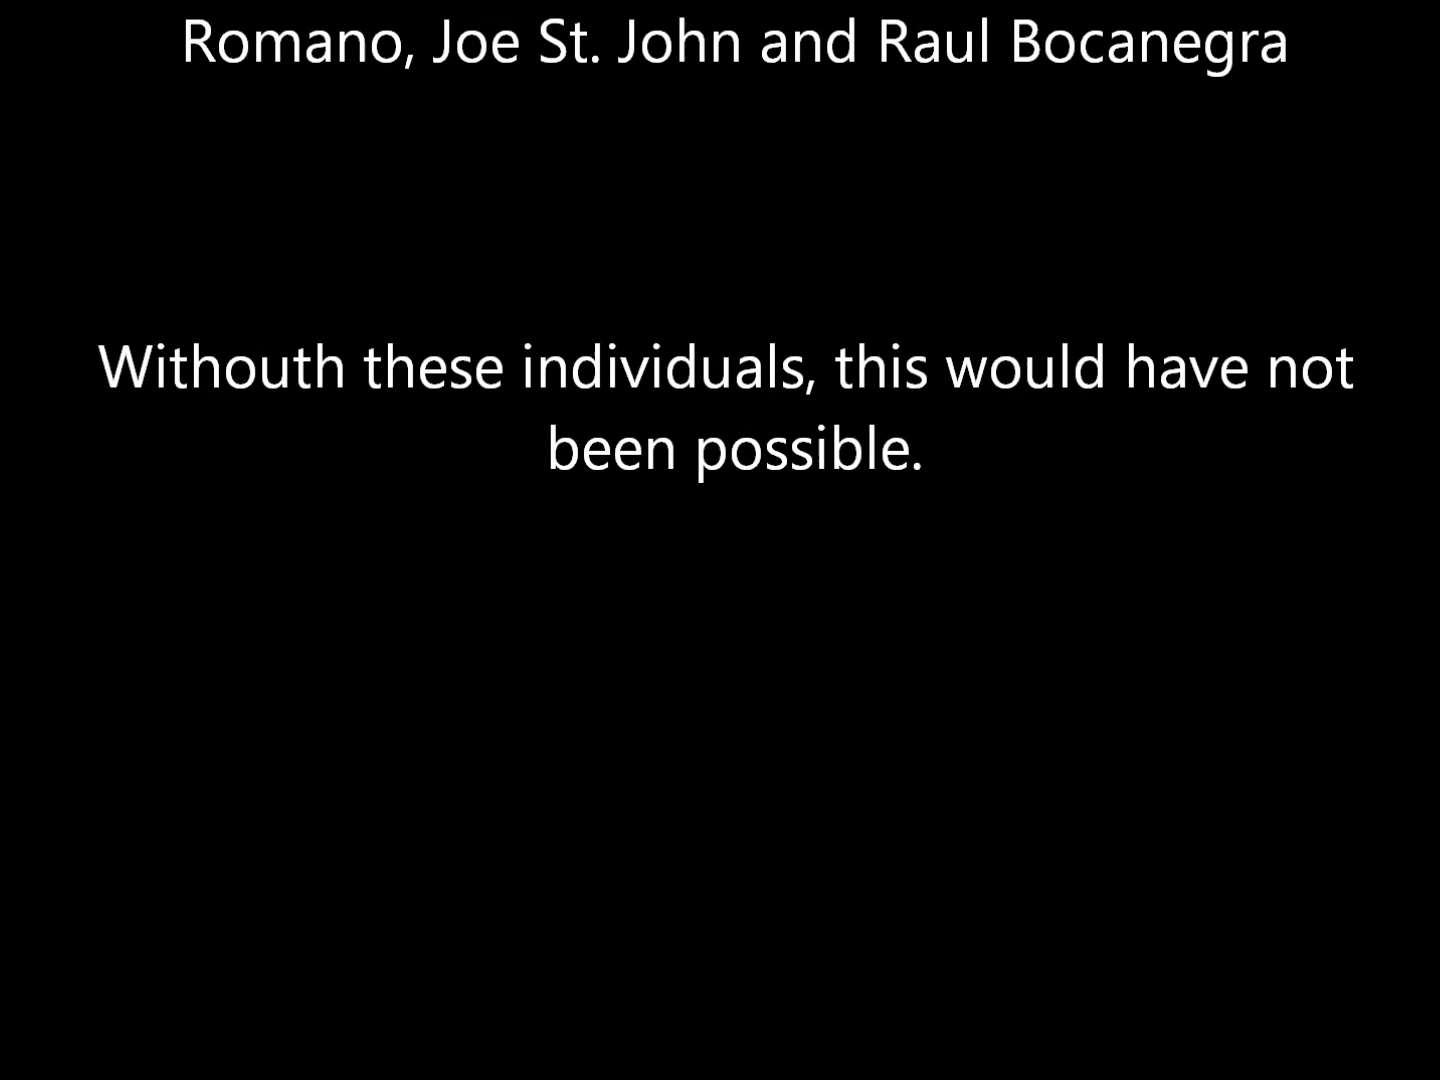 Romano, Joe St. John and Raul Bocanegra
Withouth these individuals, this would have not
been possible.